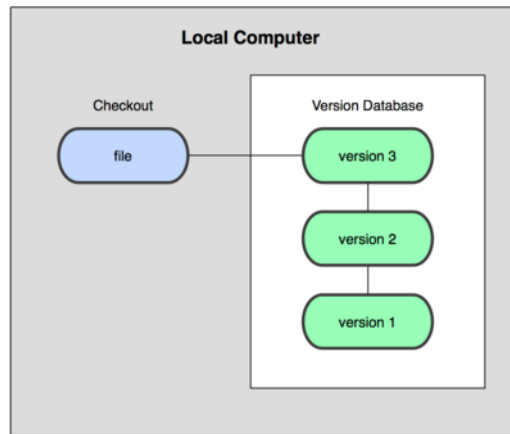 Local Computer
Checkout
Version Database
file
version 3
version 2
version 1